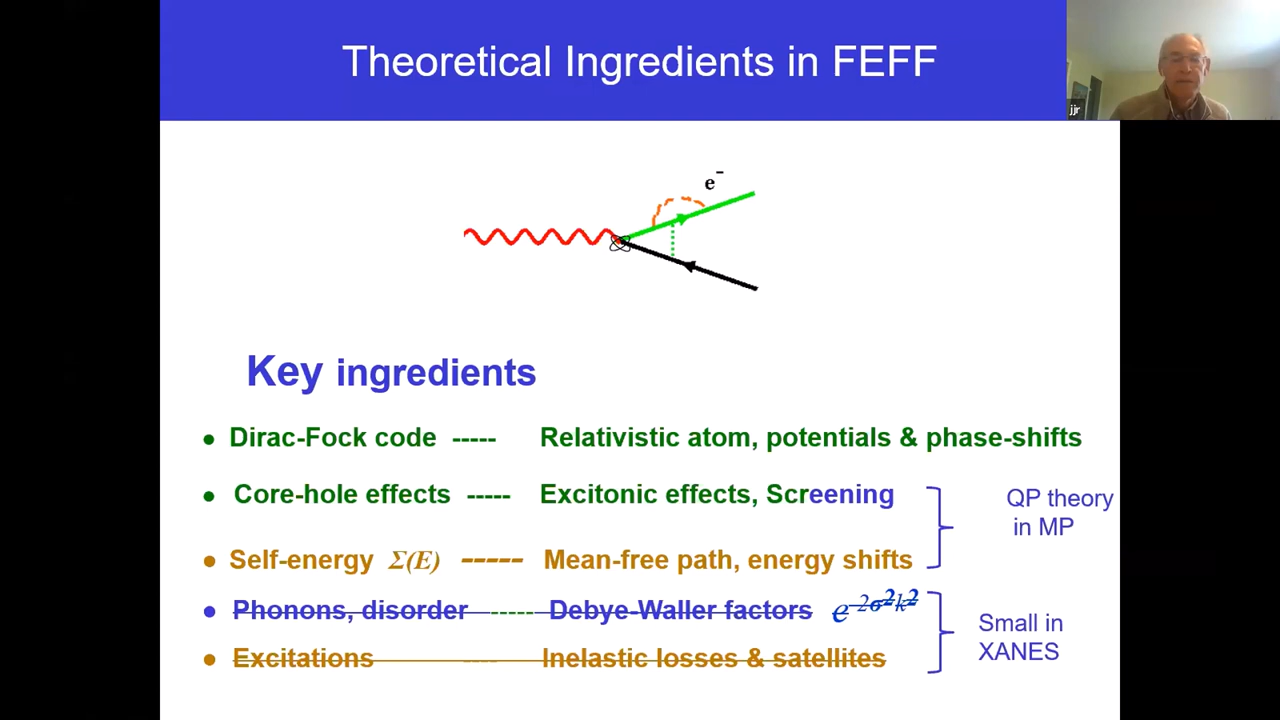 Theoretical Ingredients in FEFF
jjr
e⁻
Key ingredients
• Dirac-Fock code ----- Relativistic atom, potentials & phase-shifts
• Core-hole effects ----- Excitonic effects, Screening
QP theory
in MP
• Self-energy Σ(E) ----- Mean-free path, energy shifts
• Phonons, disorder ----- Debye-Waller factors e⁻²σ²k²
Small in
XANES
• Excitations ---- Inelastic losses & satellites